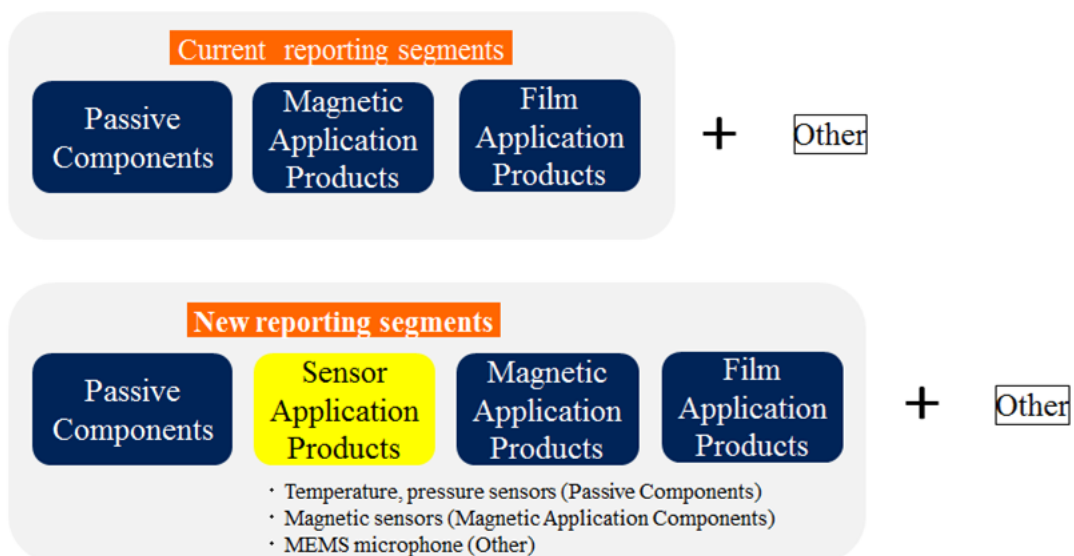 Current reporting segments
Passive
Components
Magnetic
Application
Products
Film
Application
Products
+
Other
New reporting segments
Passive
Components
Sensor
Application
Products
Magnetic
Application
Products
Film
Application
Products
+
Other
・Temperature, pressure sensors (Passive Components)
・Magnetic sensors (Magnetic Application Components)
・MEMS microphone (Other)